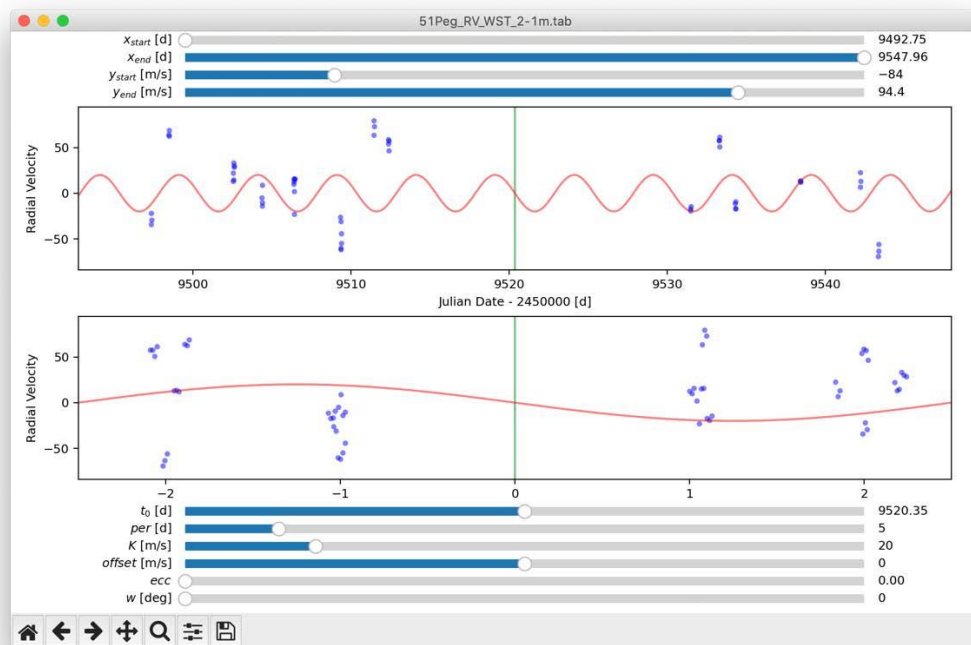 51Peg_RV_WST_2-1m.tab
x_start [d] 9492.75
x_end [d] 9547.96
y_start [m/s] −84
y_end [m/s] 94.4
Radial Velocity
50
0
−50
9500 9510 9520 9530 9540
Julian Date - 2450000 [d]
Radial Velocity
50
0
−50
−2 −1 0 1 2
t_0 [d] 9520.35
per [d] 5
K [m/s] 20
offset [m/s] 0
ecc 0.00
w [deg] 0